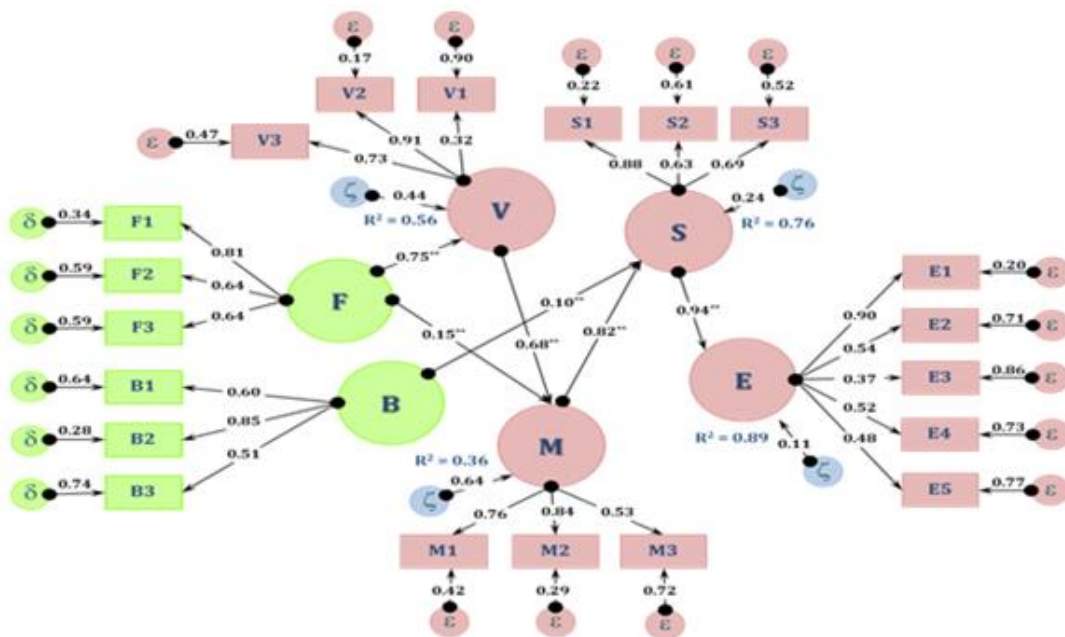 ε ε
0.17 0.90
V2 V1
ε 0.47 V3
0.91 0.32
0.73
ζ 0.44
R² = 0.56
V
ε ε ε
0.22 0.61 0.52
S1 S2 S3
0.88 0.63 0.69
0.24 ζ
R² = 0.76
S
δ 0.34 F1
δ 0.59 F2
δ 0.59 F3
0.81
0.64
0.64
F
0.75**
0.15**
δ 0.64 B1
δ 0.28 B2
δ 0.74 B3
0.60
0.85
0.51
B
0.10**
0.68**
0.82**
0.94**
E
R² = 0.89
0.11
ζ
0.90
0.54
0.37
0.52
0.48
E1 0.20 ε
E2 0.71 ε
E3 0.86 ε
E4 0.73 ε
E5 0.77 ε
R² = 0.36
M
ζ 0.64
0.76 0.84 0.53
M1 M2 M3
0.42 0.29 0.72
ε ε ε